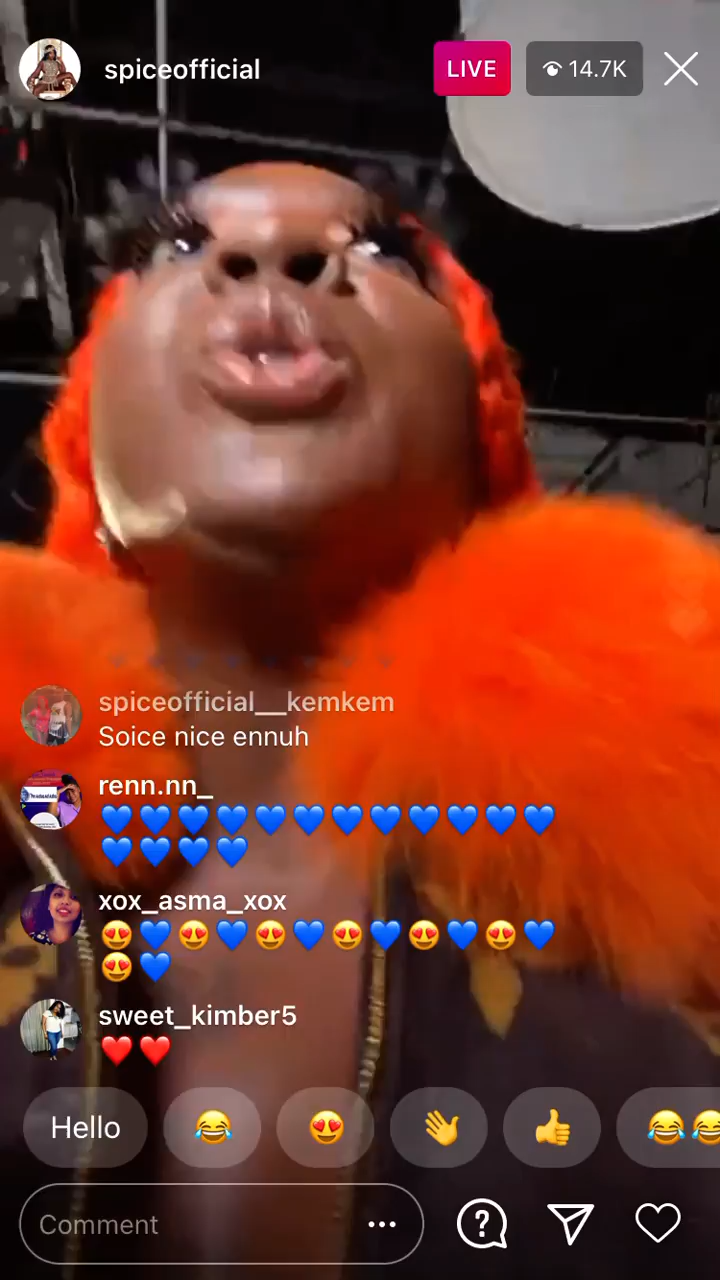 spiceofficial
LIVE
14.7K
spiceofficial__kemkem
Soice nice ennuh
renn.nn_
💙💙💙💙💙💙💙💙💙💙💙💙
💙💙💙💙
xox_asma_xox
😍💙😍💙😍💙😍💙😍💙😍💙
😍💙
sweet_kimber5
❤️❤️
Hello 😂 😍 👋 👍 😂😂
Comment